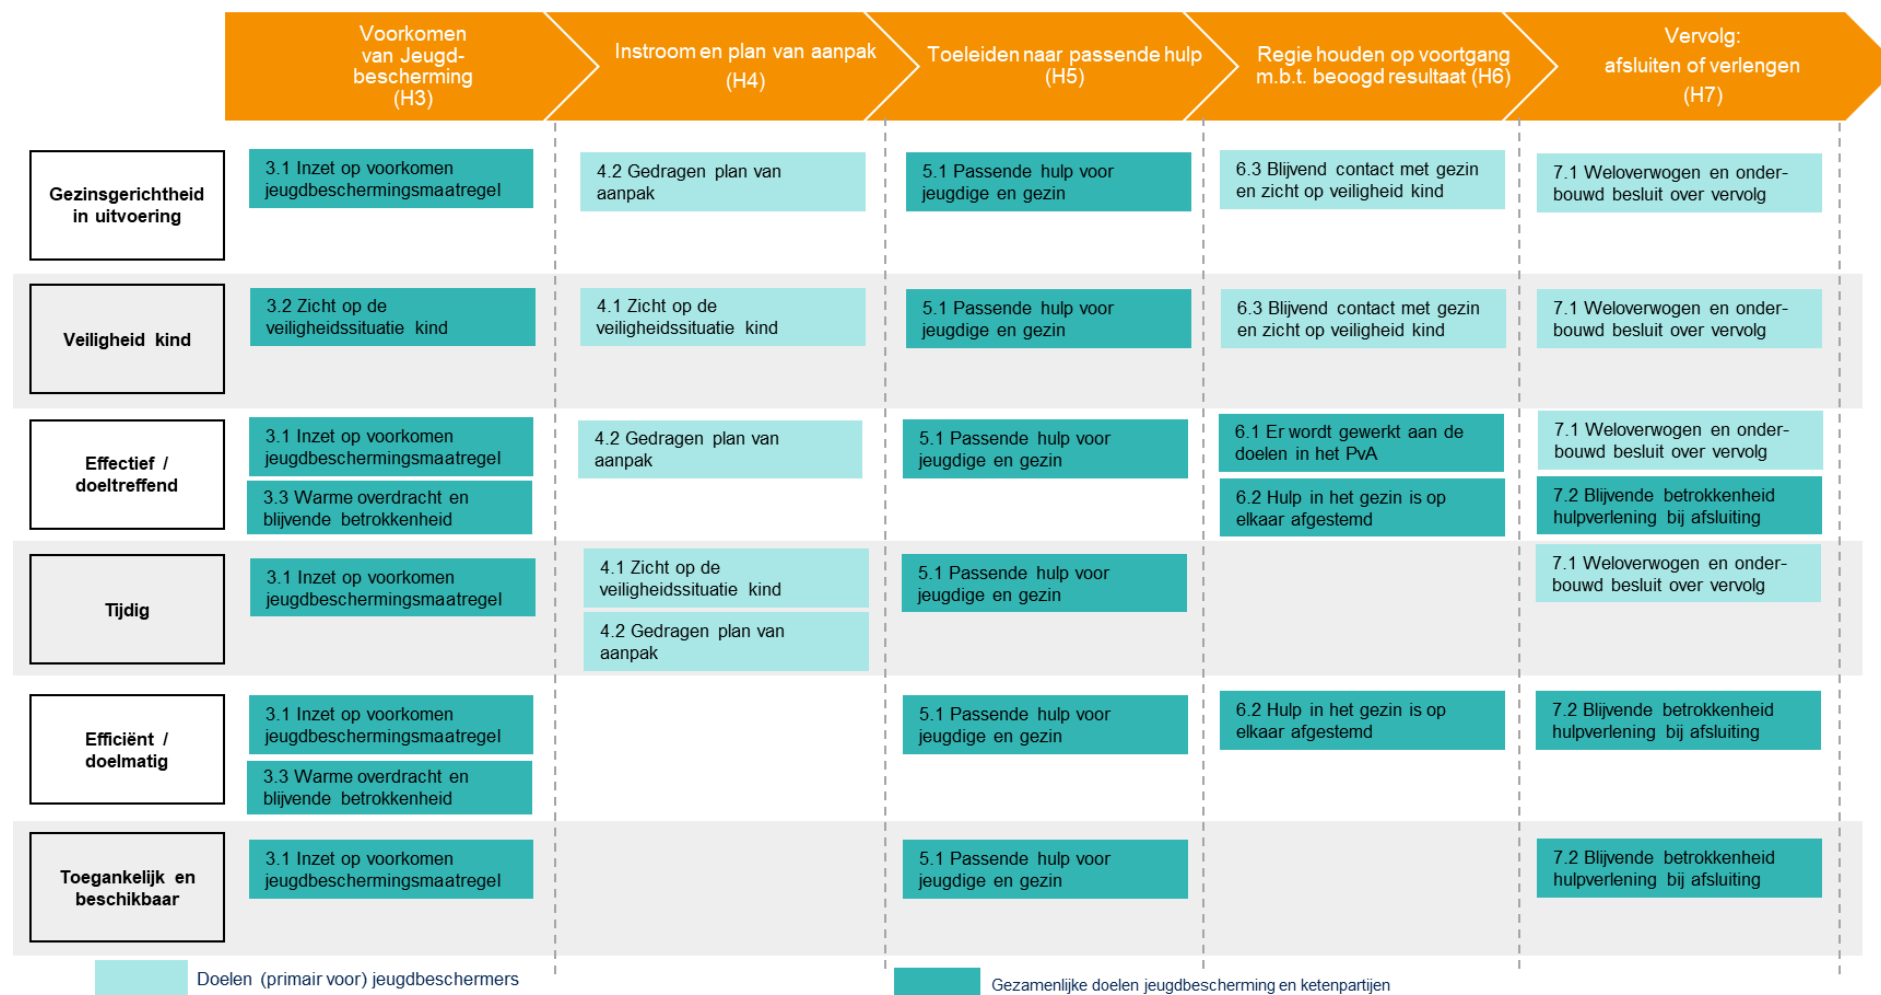 Voorkomen
van Jeugd-
bescherming
(H3)
Instroom en plan van aanpak
(H4)
Toeleiden naar passende hulp
(H5)
Regie houden op voortgang
m.b.t. beoogd resultaat (H6)
Vervolg:
afsluiten of verlengen
(H7)
Gezinsgerichtheid
in uitvoering
3.1 Inzet op voorkomen
jeugdbeschermingsmaatregel
4.2 Gedragen plan van
aanpak
5.1 Passende hulp voor
jeugdige en gezin
6.3 Blijvend contact met gezin
en zicht op veiligheid kind
7.1 Weloverwogen en onder-
bouwd besluit over vervolg
Veiligheid kind
3.2 Zicht op de
veiligheidssituatie kind
4.1 Zicht op de
veiligheidssituatie kind
5.1 Passende hulp voor
jeugdige en gezin
6.3 Blijvend contact met gezin
en zicht op veiligheid kind
7.1 Weloverwogen en onder-
bouwd besluit over vervolg
Effectief /
doeltreffend
3.1 Inzet op voorkomen
jeugdbeschermingsmaatregel
3.3 Warme overdracht en
blijvende betrokkenheid
4.2 Gedragen plan van
aanpak
5.1 Passende hulp voor
jeugdige en gezin
6.1 Er wordt gewerkt aan de
doelen in het PvA
6.2 Hulp in het gezin is op
elkaar afgestemd
7.1 Weloverwogen en onder-
bouwd besluit over vervolg
7.2 Blijvende betrokkenheid
hulpverlening bij afsluiting
Tijdig
3.1 Inzet op voorkomen
jeugdbeschermingsmaatregel
4.1 Zicht op de
veiligheidssituatie kind
4.2 Gedragen plan van
aanpak
5.1 Passende hulp voor
jeugdige en gezin
7.1 Weloverwogen en onder-
bouwd besluit over vervolg
Efficiënt /
doelmatig
3.1 Inzet op voorkomen
jeugdbeschermingsmaatregel
3.3 Warme overdracht en
blijvende betrokkenheid
5.1 Passende hulp voor
jeugdige en gezin
6.2 Hulp in het gezin is op
elkaar afgestemd
7.2 Blijvende betrokkenheid
hulpverlening bij afsluiting
Toegankelijk en
beschikbaar
3.1 Inzet op voorkomen
jeugdbeschermingsmaatregel
5.1 Passende hulp voor
jeugdige en gezin
7.2 Blijvende betrokkenheid
hulpverlening bij afsluiting
Doelen (primair voor) jeugdbeschermers
Gezamenlijke doelen jeugdbescherming en ketenpartijen